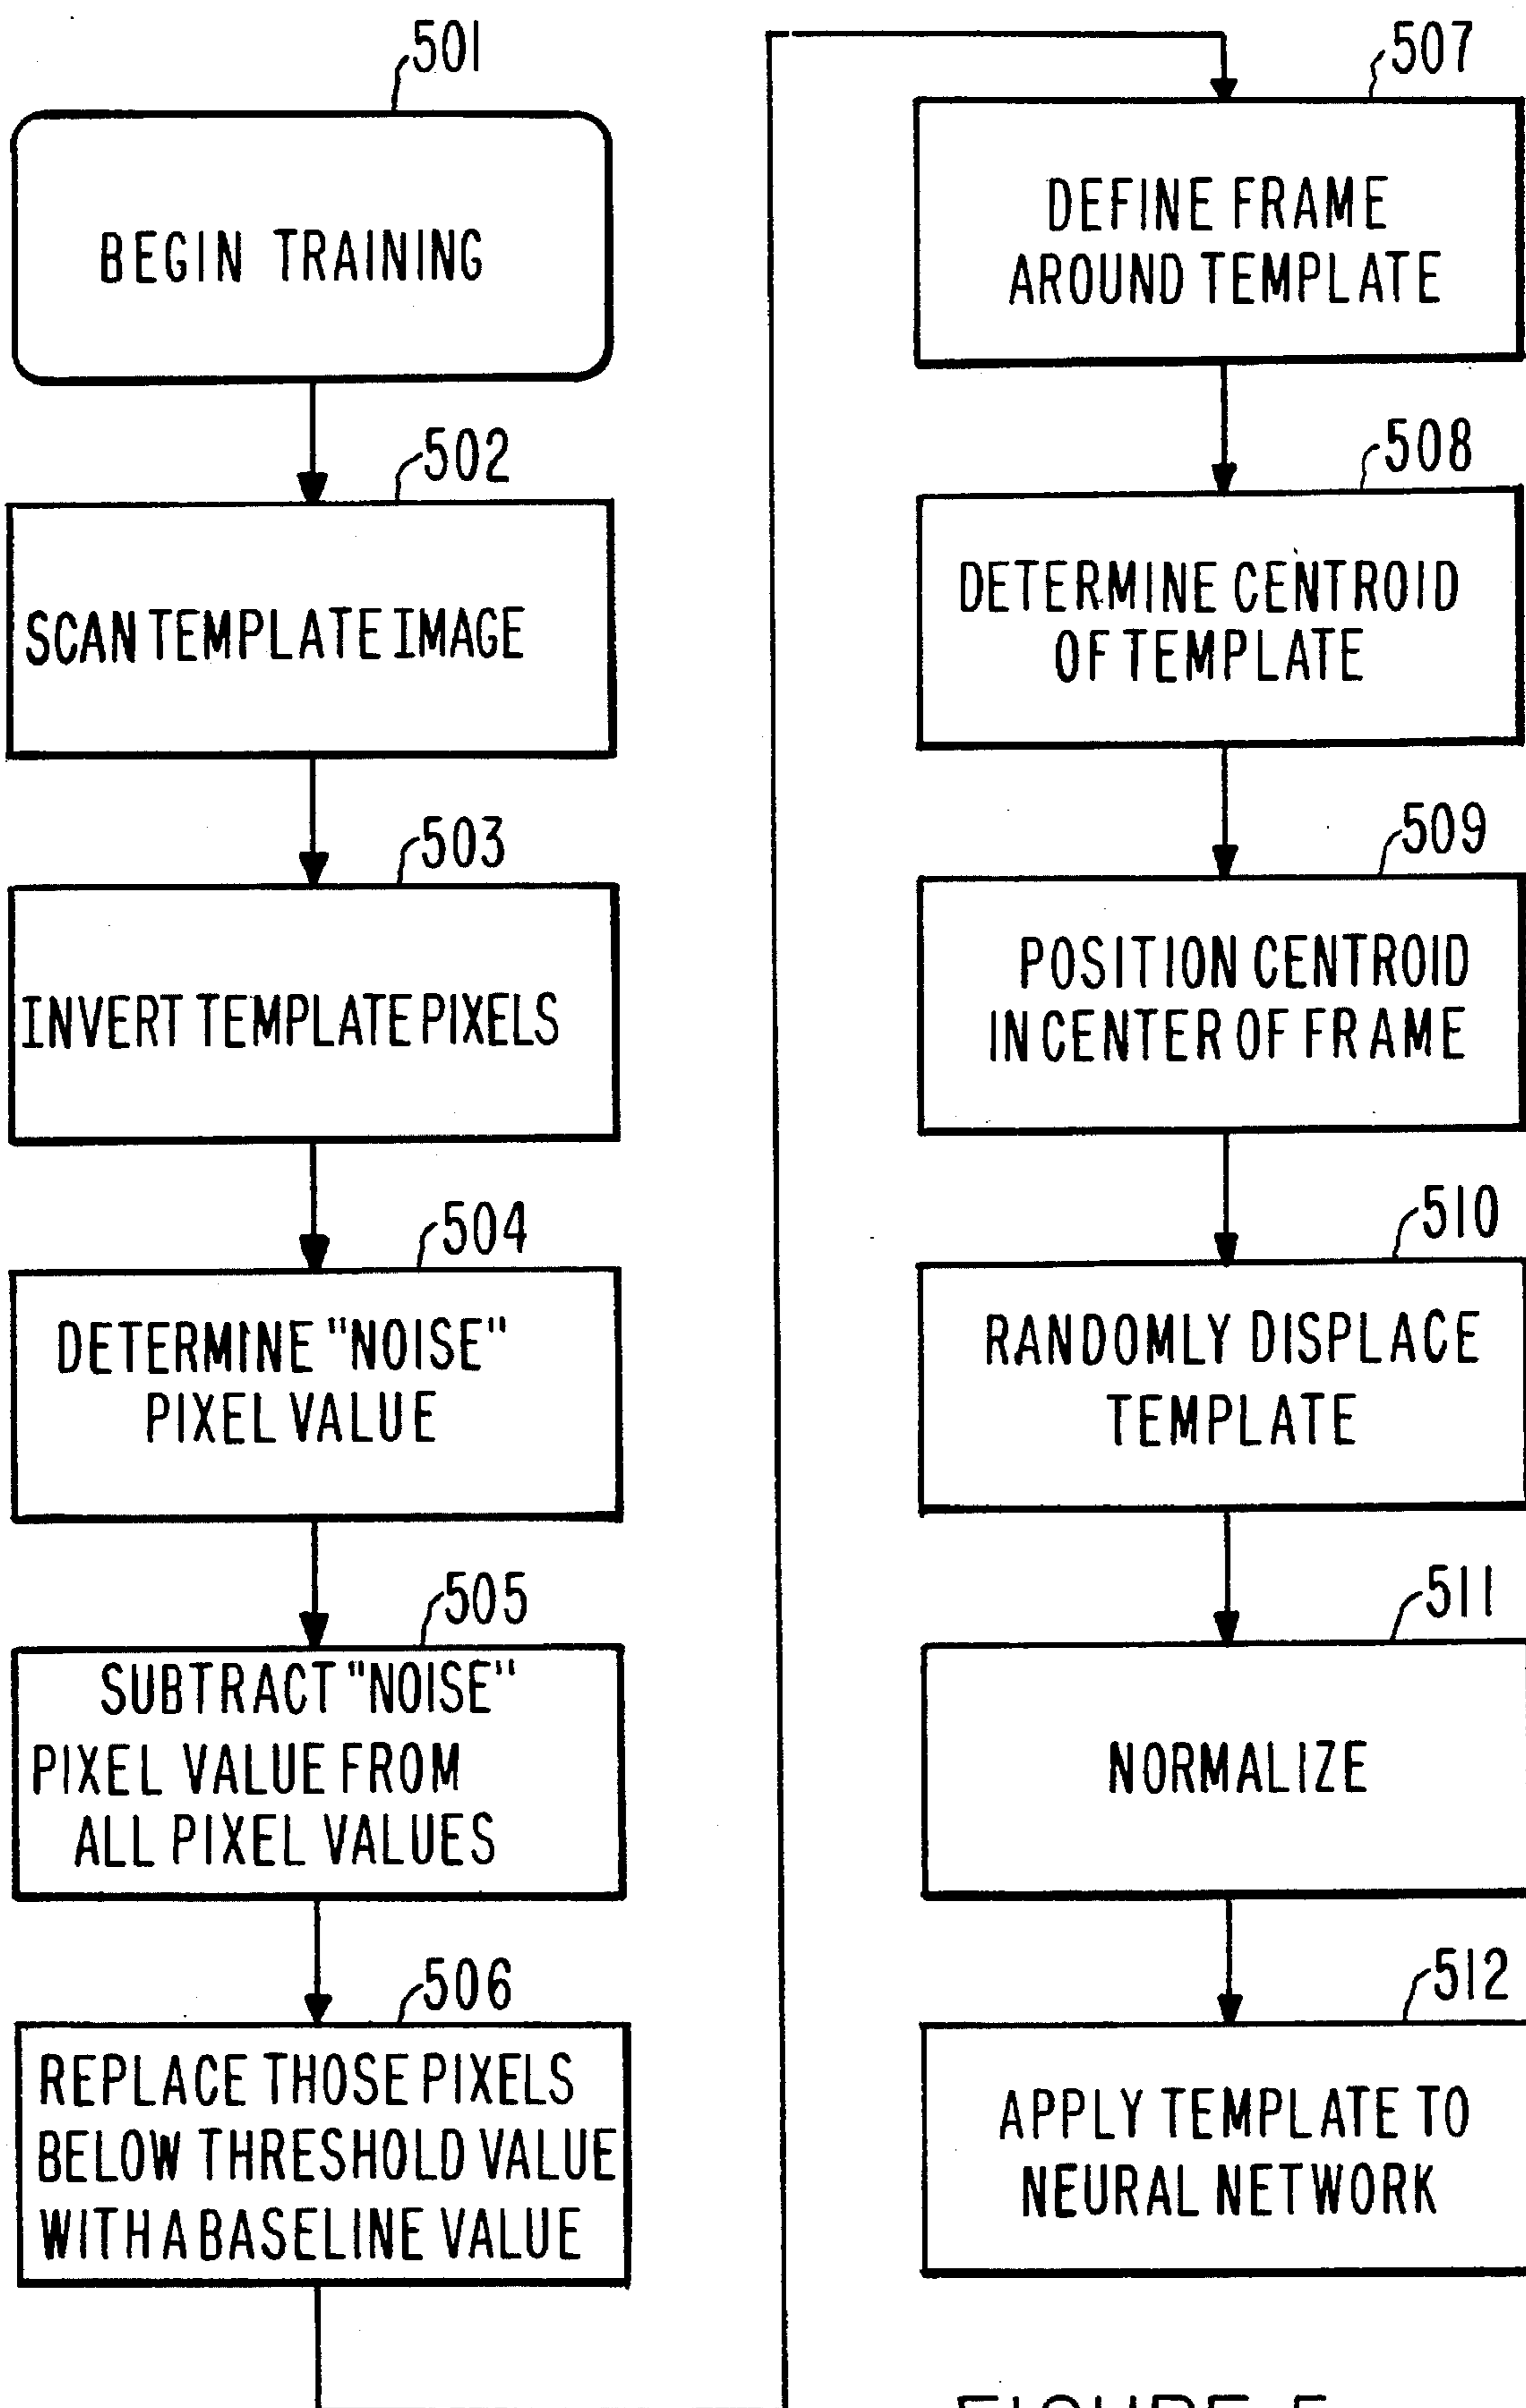 501
BEGIN TRAINING
502
SCAN TEMPLATE IMAGE
503
INVERT TEMPLATE PIXELS
504
DETERMINE "NOISE"
PIXEL VALUE
505
SUBTRACT "NOISE"
PIXEL VALUE FROM
ALL PIXEL VALUES
506
REPLACE THOSE PIXELS
BELOW THRESHOLD VALUE
WITH A BASELINE VALUE
507
DEFINE FRAME
AROUND TEMPLATE
508
DETERMINE CENTROID
OF TEMPLATE
509
POSITION CENTROID
IN CENTER OF FRAME
510
RANDOMLY DISPLACE
TEMPLATE
511
NORMALIZE
512
APPLY TEMPLATE TO
NEURAL NETWORK
FIGURE 5